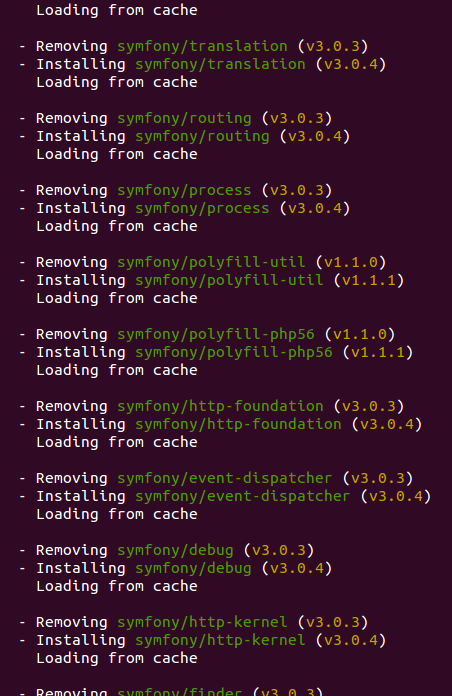 Loading from cache
- Removing symfony/translation (v3.0.3)
- Installing symfony/translation (v3.0.4)
Loading from cache
- Removing symfony/routing (v3.0.3)
- Installing symfony/routing (v3.0.4)
Loading from cache
- Removing symfony/process (v3.0.3)
- Installing symfony/process (v3.0.4)
Loading from cache
- Removing symfony/polyfill-util (v1.1.0)
- Installing symfony/polyfill-util (v1.1.1)
Loading from cache
- Removing symfony/polyfill-php56 (v1.1.0)
- Installing symfony/polyfill-php56 (v1.1.1)
Loading from cache
- Removing symfony/http-foundation (v3.0.3)
- Installing symfony/http-foundation (v3.0.4)
Loading from cache
- Removing symfony/event-dispatcher (v3.0.3)
- Installing symfony/event-dispatcher (v3.0.4)
Loading from cache
- Removing symfony/debug (v3.0.3)
- Installing symfony/debug (v3.0.4)
Loading from cache
- Removing symfony/http-kernel (v3.0.3)
- Installing symfony/http-kernel (v3.0.4)
Loading from cache
- Removing symfony/finder (v3.0.3)